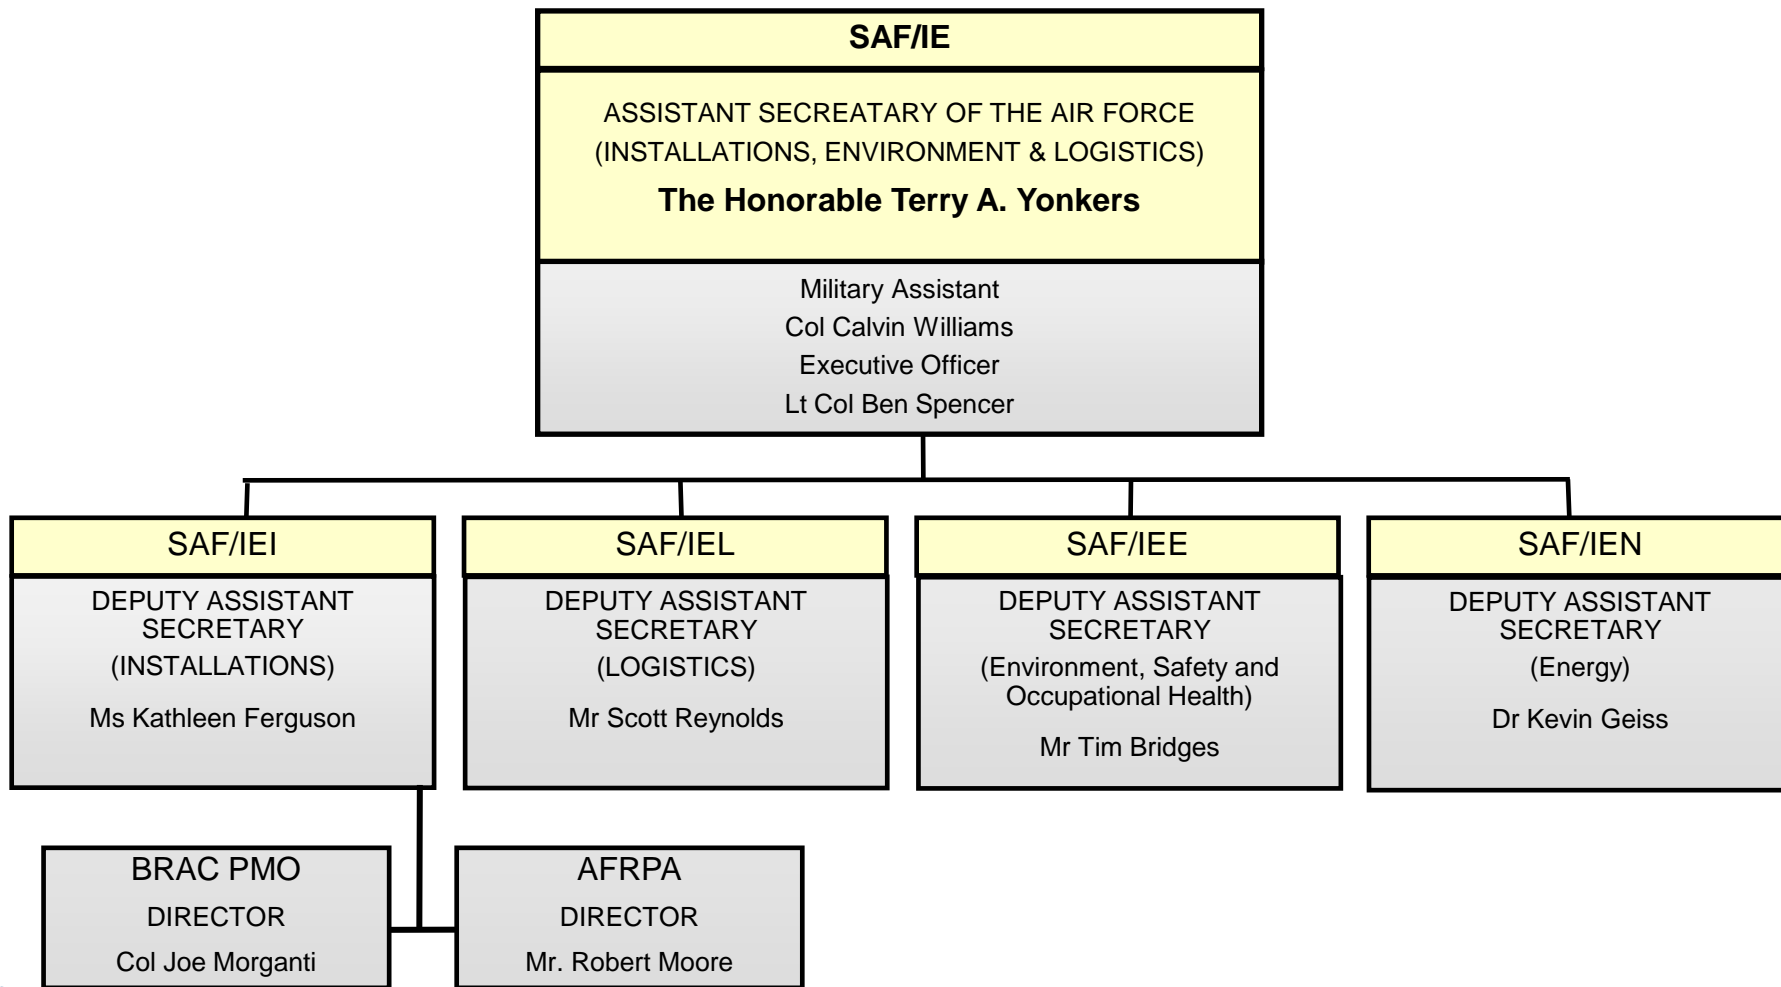 SAF/IE
ASSISTANT SECREATARY OF THE AIR FORCE
(INSTALLATIONS, ENVIRONMENT & LOGISTICS)
The Honorable Terry A. Yonkers
Military Assistant
Col Calvin Williams
Executive Officer
Lt Col Ben Spencer
SAF/IEI
DEPUTY ASSISTANT
SECRETARY
(INSTALLATIONS)
Ms Kathleen Ferguson
SAF/IEL
DEPUTY ASSISTANT
SECRETARY
(LOGISTICS)
Mr Scott Reynolds
SAF/IEE
DEPUTY ASSISTANT
SECRETARY
(Environment, Safety and
Occupational Health)
Mr Tim Bridges
SAF/IEN
DEPUTY ASSISTANT
SECRETARY
(Energy)
Dr Kevin Geiss
BRAC PMO
DIRECTOR
Col Joe Morganti
AFRPA
DIRECTOR
Mr. Robert Moore